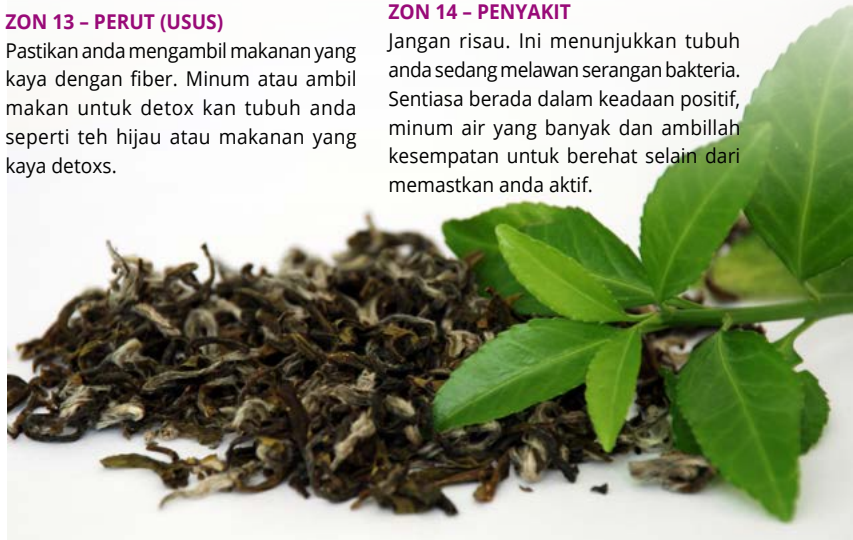 ZON 13 – PERUT (USUS)
Pastikan anda mengambil makanan yang
kaya dengan fiber. Minum atau ambil
makan untuk detox kan tubuh anda
seperti teh hijau atau makanan yang
kaya detoxs.
ZON 14 – PENYAKIT
Jangan risau. Ini menunjukkan tubuh
anda sedang melawan serangan bakteria.
Sentiasa berada dalam keadaan positif,
minum air yang banyak dan ambillah
kesempatan untuk berehat selain dari
memastkan anda aktif.